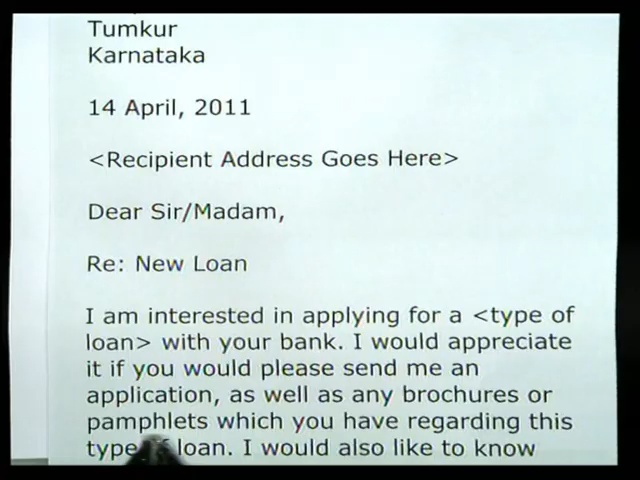 Tumkur
Karnataka
14 April, 2011
<Recipient Address Goes Here>
Dear Sir/Madam,
Re: New Loan
I am interested in applying for a <type of
loan> with your bank. I would appreciate
it if you would please send me an
application, as well as any brochures or
pamphlets which you have regarding this
type of loan. I would also like to know